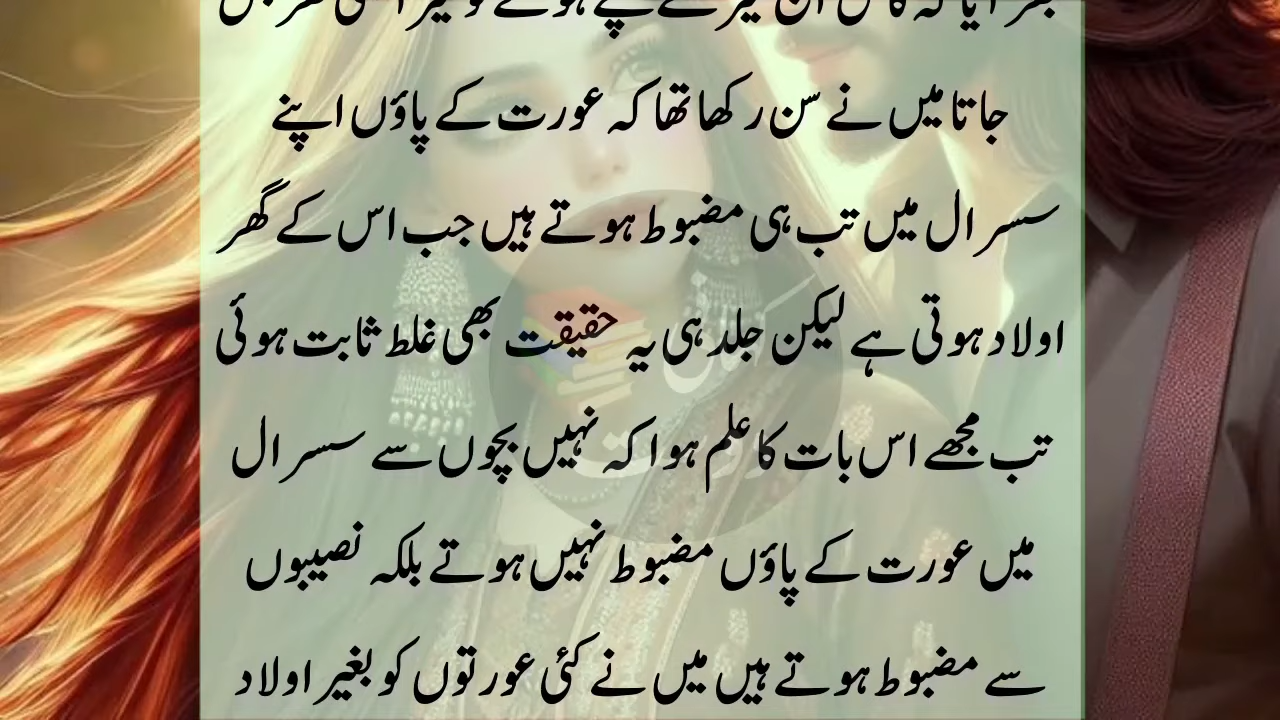 جاتا میں نے سن رکھا تھا کہ عورت کے پاؤں اپنے
سسرال میں تب ہی مضبوط ہوتے ہیں جب اس کے گھر
اولاد ہوتی ہے لیکن جلد ہی یہ حقیقت بھی غلط ثابت ہوئی
تب مجھے اس بات کا علم ہوا کہ نہیں بچوں سے سسرال
میں عورت کے پاؤں مضبوط نہیں ہوتے بلکہ نصیبوں
سے مضبوط ہوتے ہیں میں نے کئی عورتوں کو بغیر اولاد